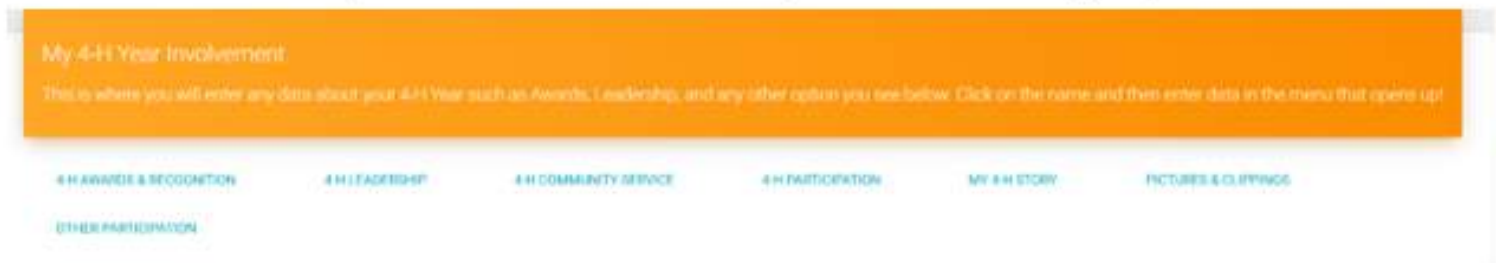 My 4-H Year Involvement
This is where you will enter any data about your 4-H Year such as Awards, Leadership, and any other option you see below. Click on the name and then enter data in the menu that opens up!
4-H AWARDS & RECOGNITION 4-H LEADERSHIP 4-H COMMUNITY SERVICE 4-H PARTICIPATION MY 4-H STORY PICTURES & CLIPPINGS
OTHER PARTICIPATION